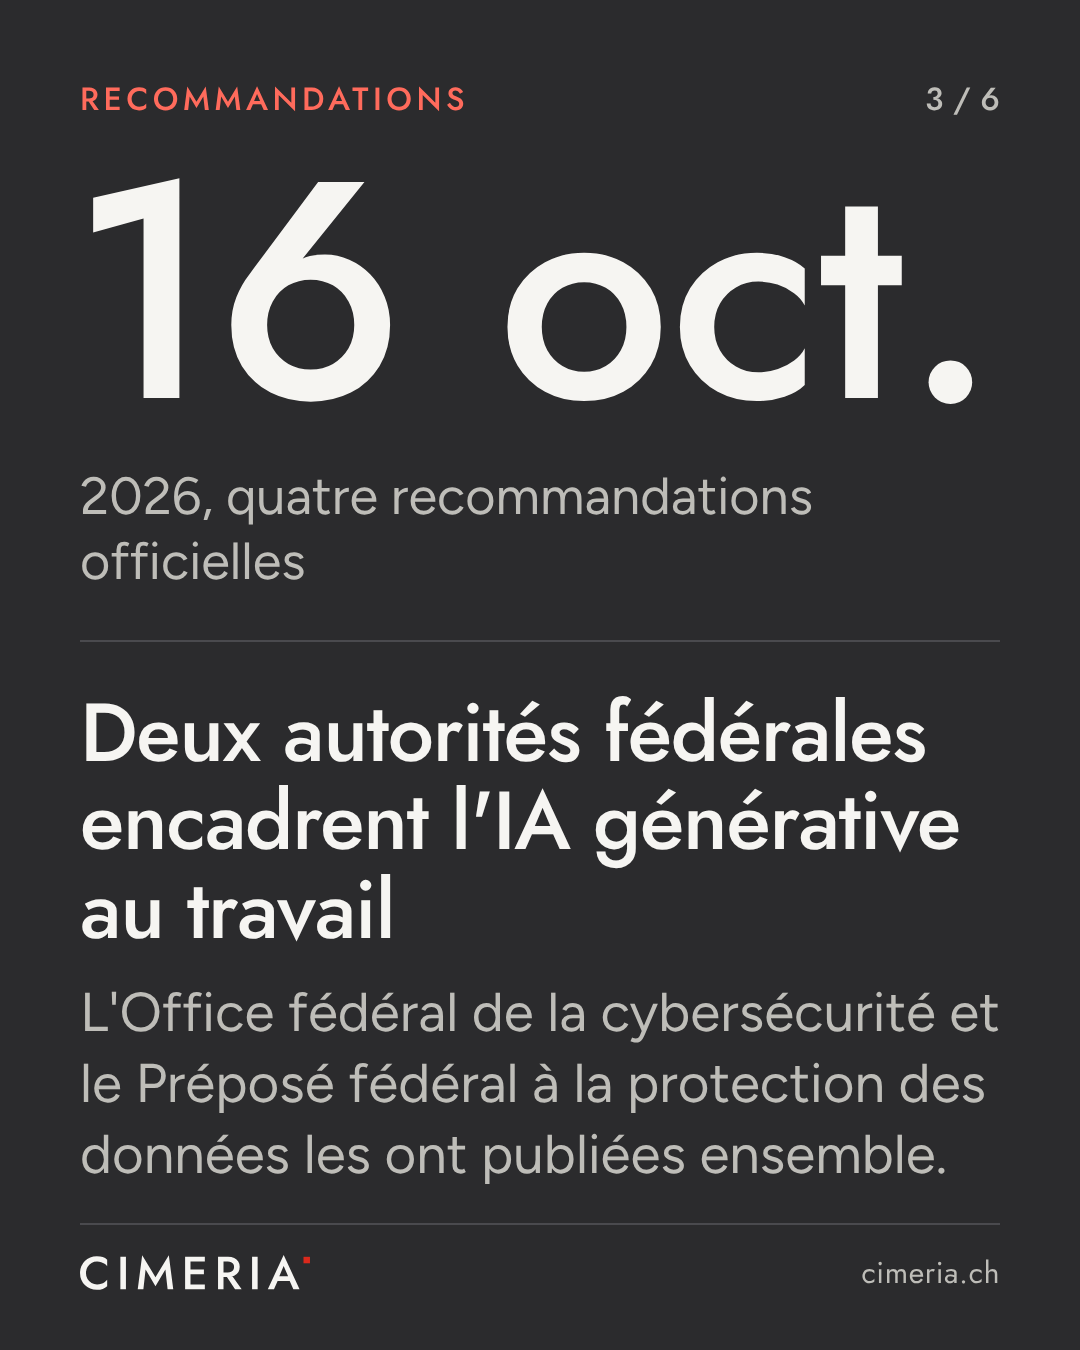 RECOMMANDATIONS
3 / 6
16 oct.
2026, quatre recommandations
officielles
Deux autorités fédérales
encadrent l'IA générative
au travail
L'Office fédéral de la cybersécurité et
le Préposé fédéral à la protection des
données les ont publiées ensemble.
CIMERIA
cimeria.ch